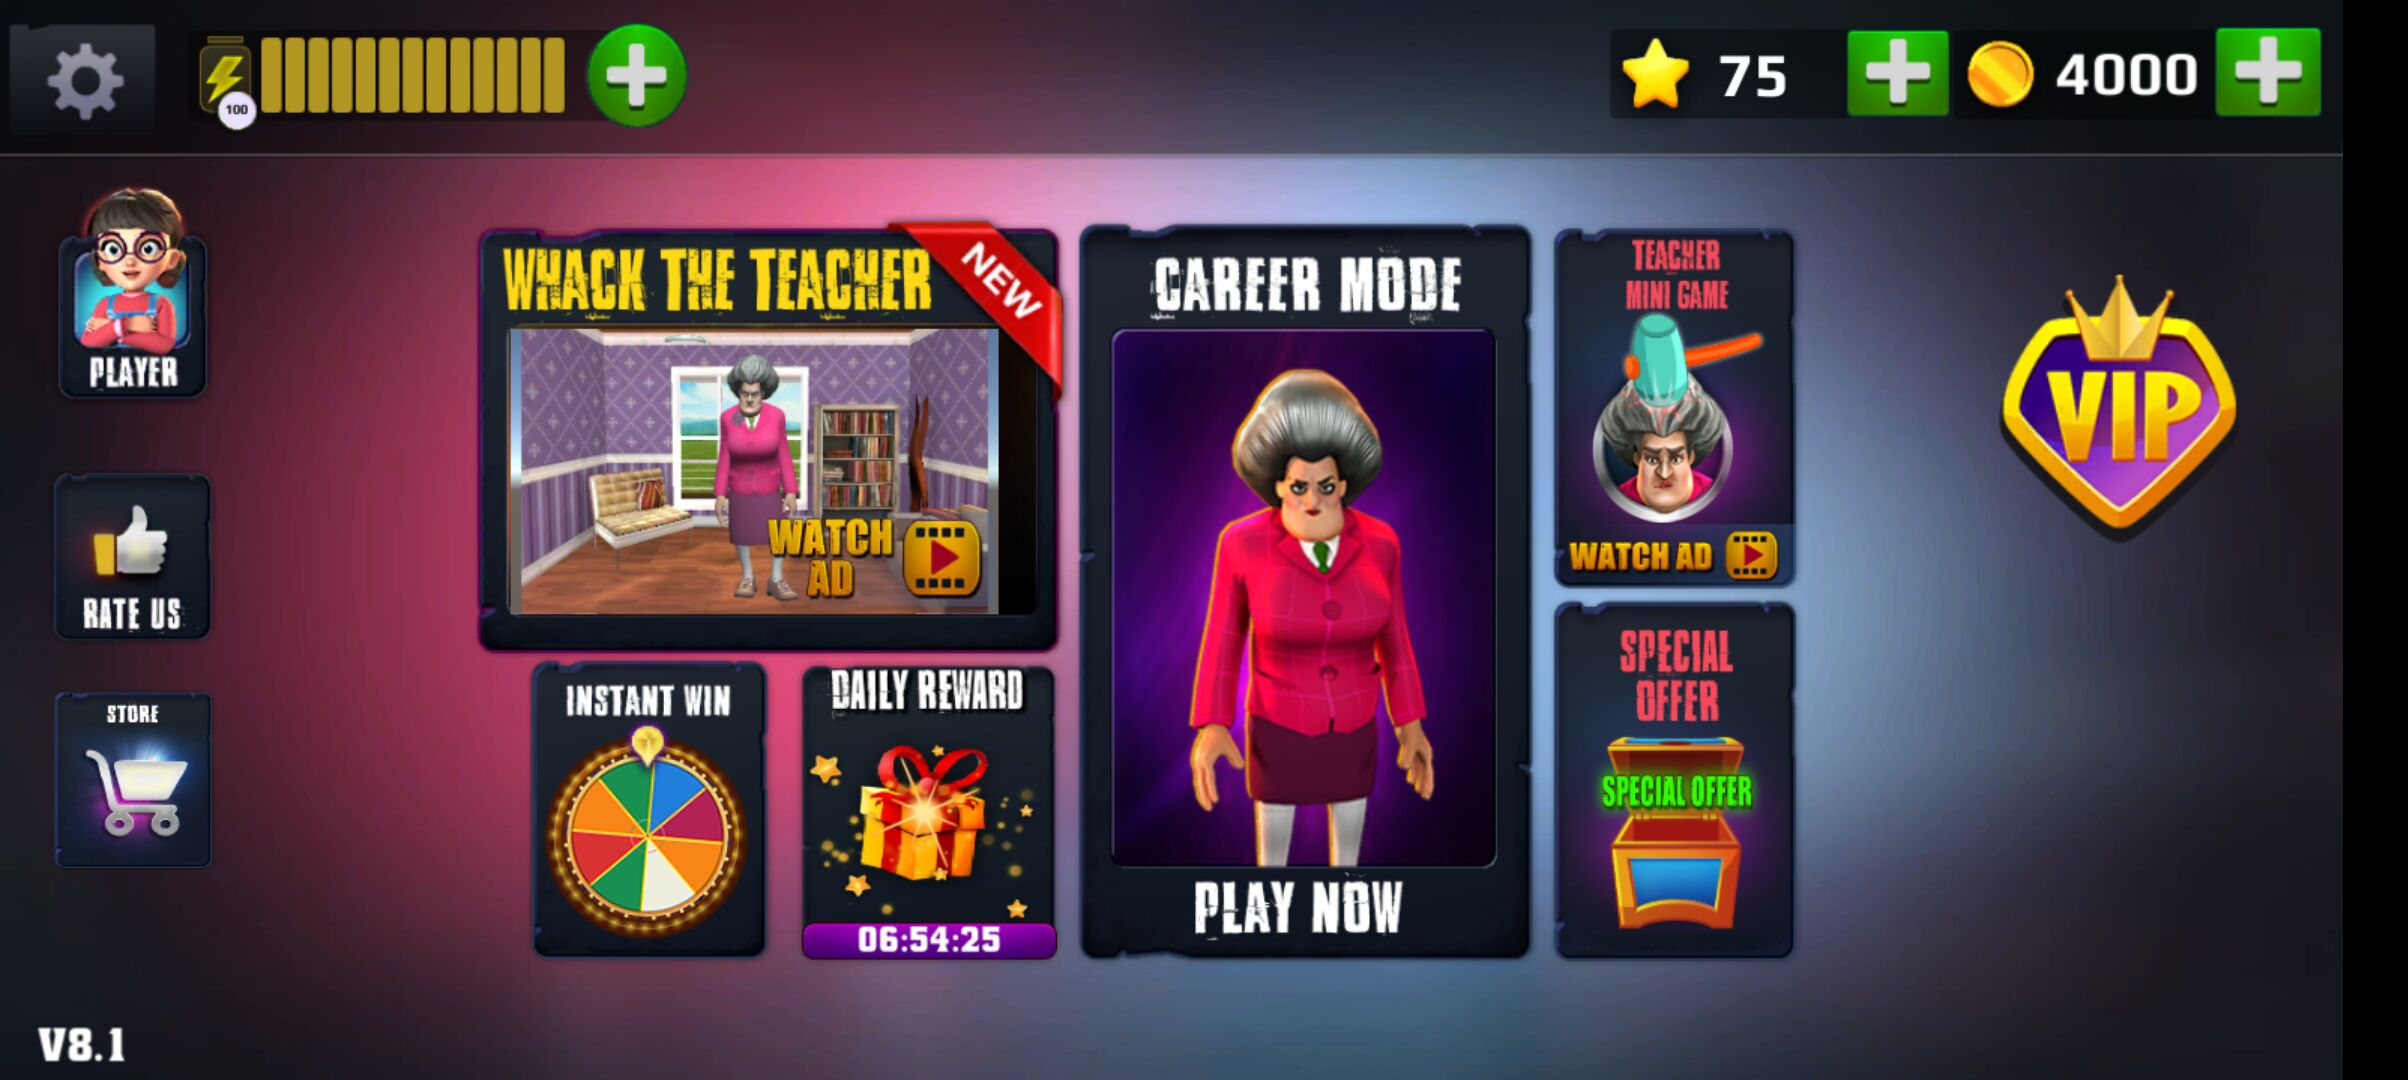 100
75
4000
PLAYER
RATE US
STORE
WHACK THE TEACHER
NEW
WATCH
AD
INSTANT WIN
DAILY REWARD
06:54:25
CAREER MODE
PLAY NOW
TEACHER
MINI GAME
WATCH AD
SPECIAL
OFFER
SPECIAL OFFER
VIP
V8.1